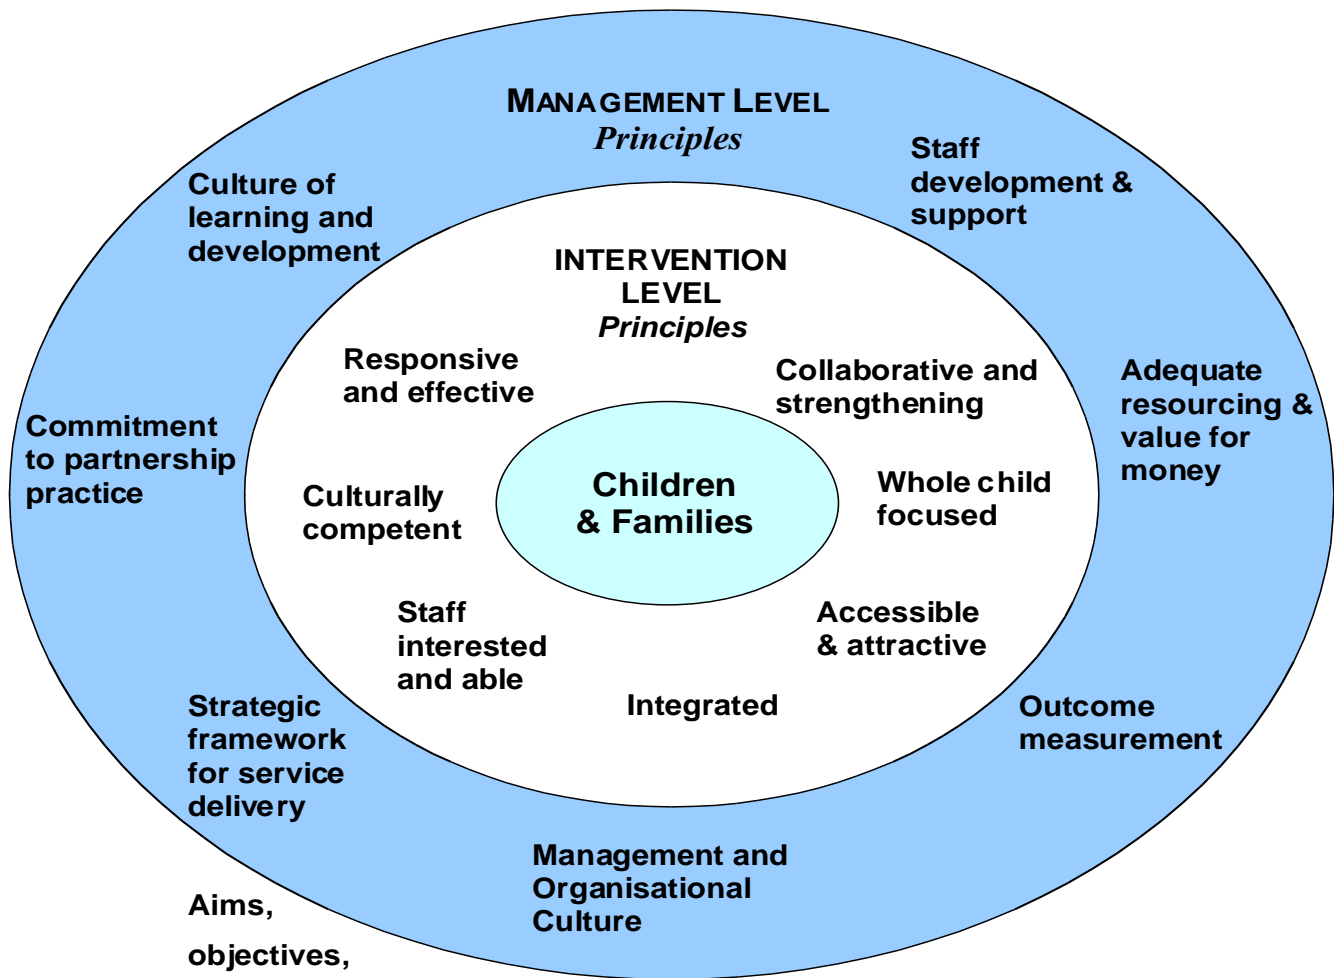 MANAGEMENT LEVEL
Principles
Staff
development &
support
Culture of
learning and
development
INTERVENTION
LEVEL
Principles
Responsive
and effective
Collaborative and
strengthening
Adequate
resourcing &
value for
money
Commitment
to partnership
practice
Culturally
competent
Children
& Families
Whole child
focused
Staff
interested
and able
Accessible
& attractive
Integrated
Strategic
framework
for service
delivery
Outcome
measurement
Management and
Organisational
Culture
Aims,
objectives,